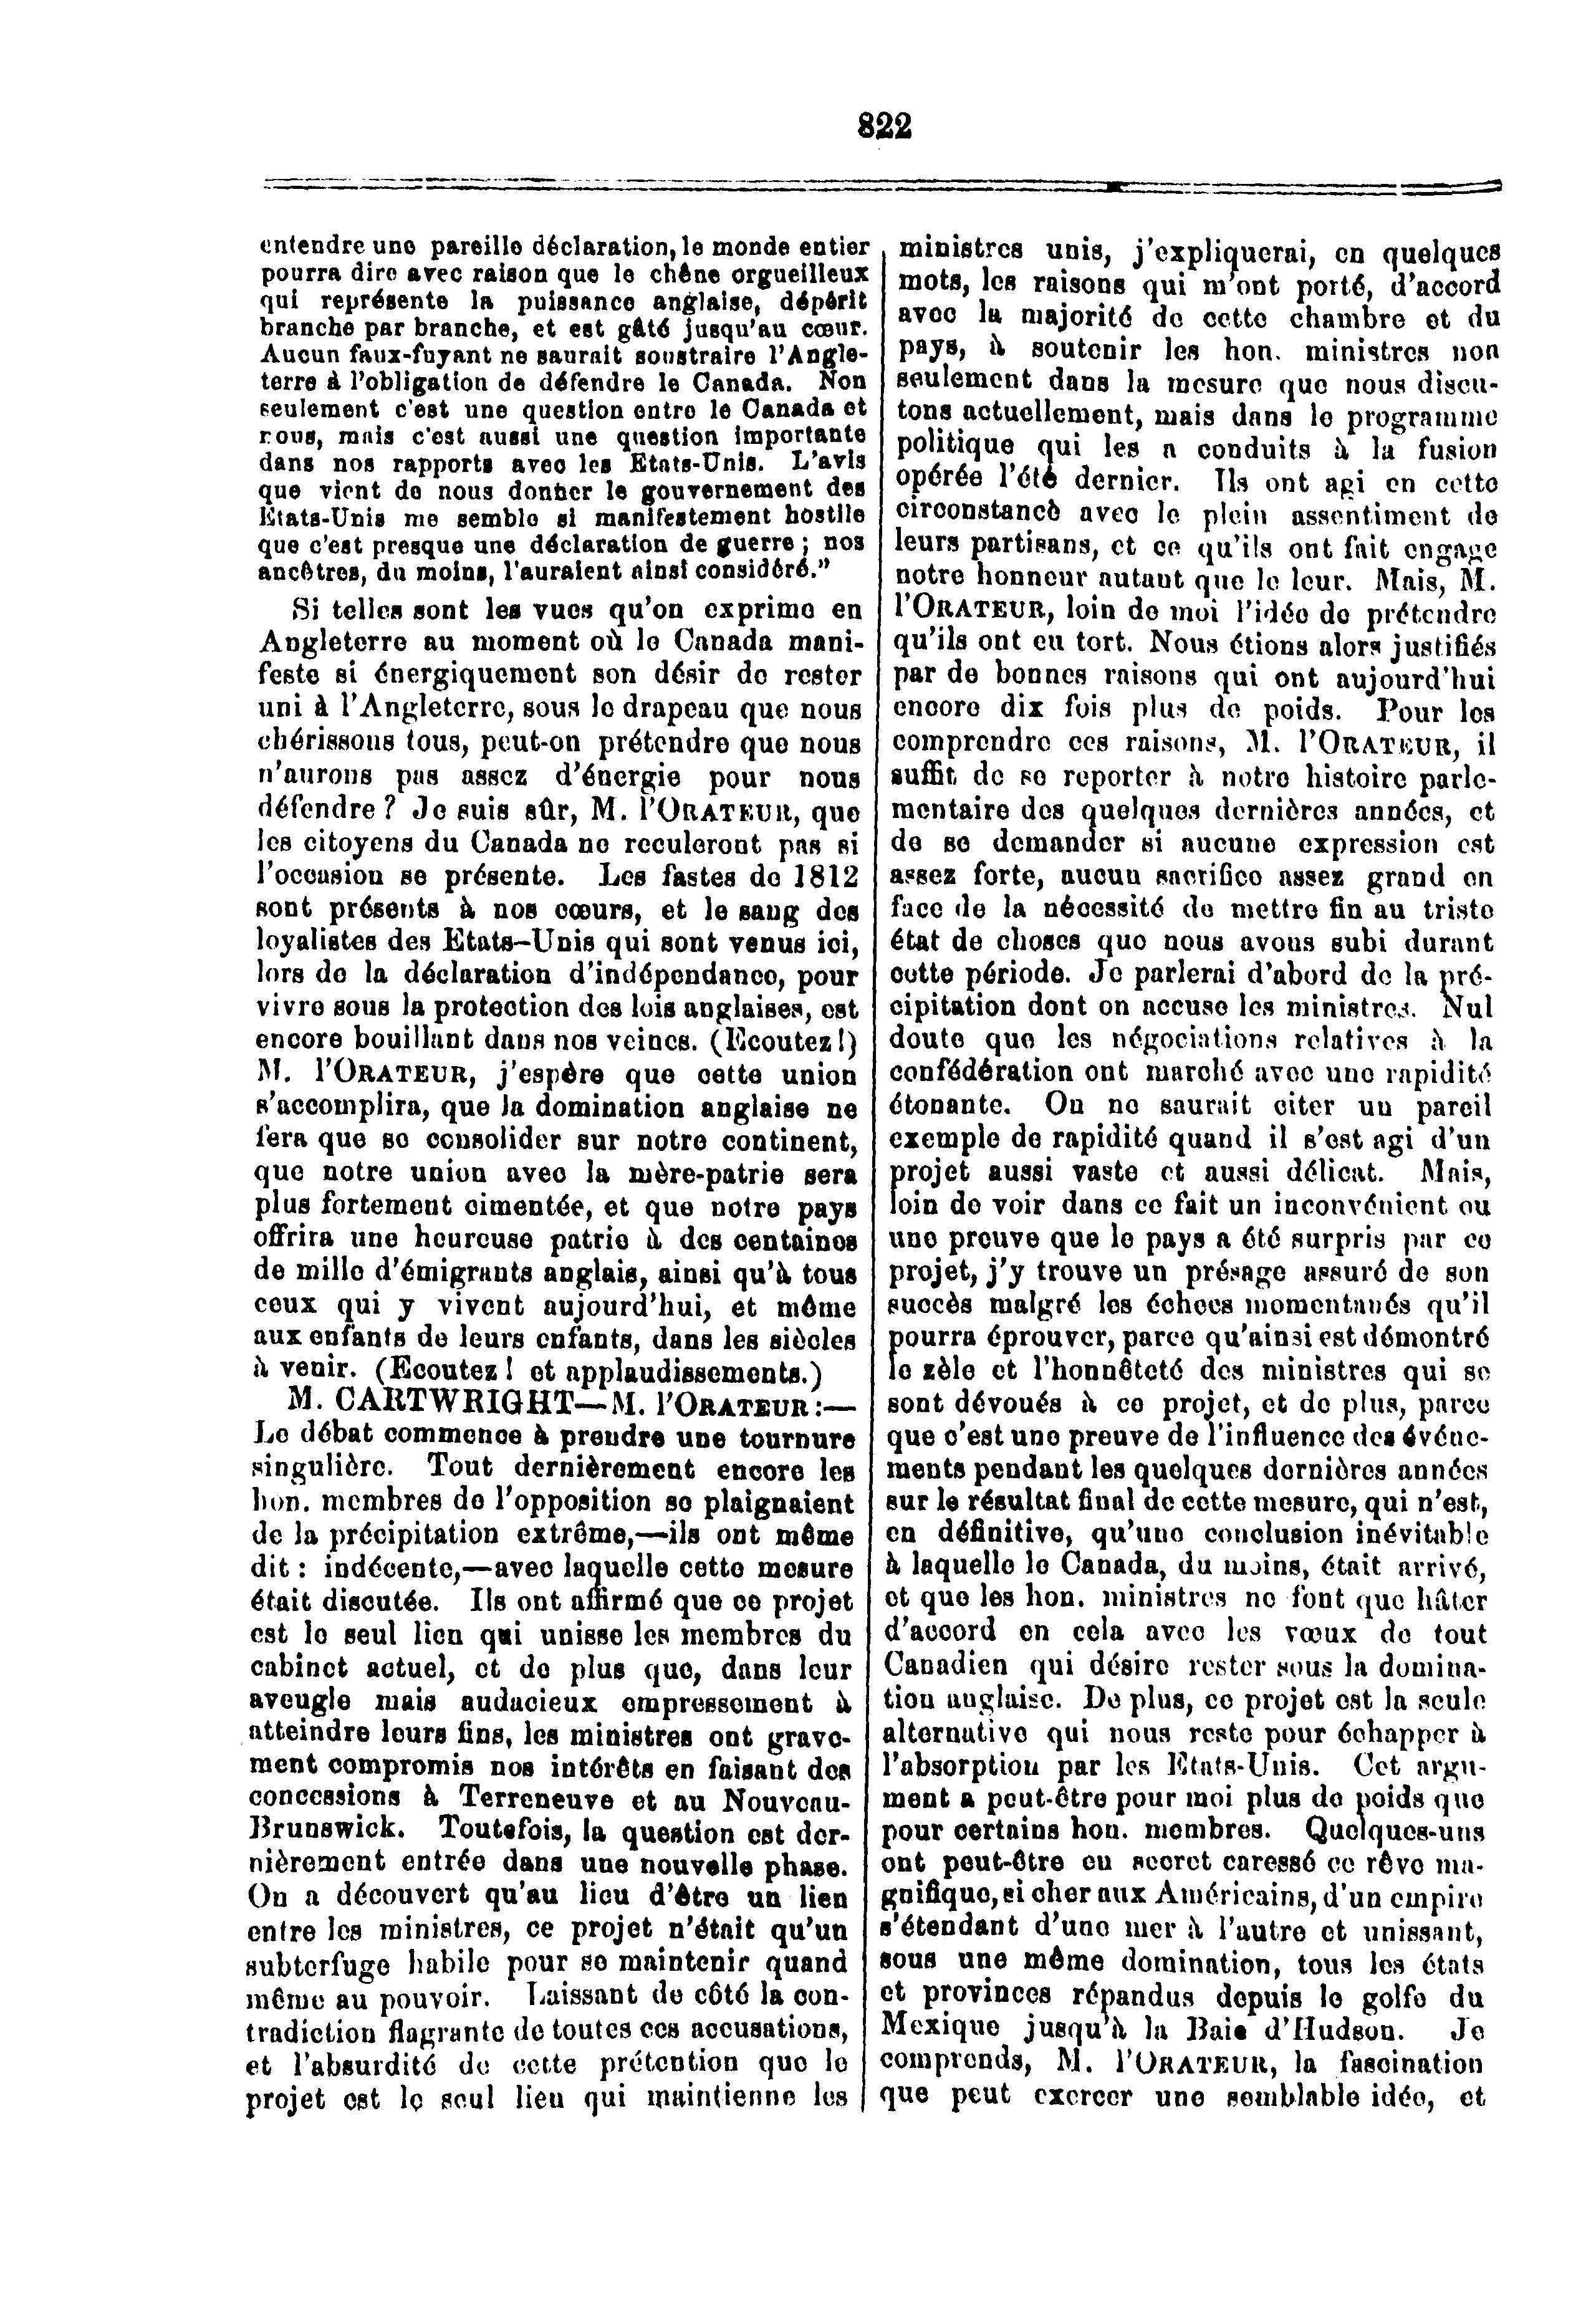 822
entendre une pareille déclaration, le monde entier
pourra dire avec raison que le chêne orgueilleux
qui représente la puissance anglaise, dépérit
branche par branche, et est gâté jusqu'au cœur.
Aucun faux-fuyant ne saurait soustraire l'Angle-
terre à l'obligation de défendre le Canada. Non
seulement c'est une question entre le Canada et
nous, mais c'est aussi une question importante
dans nos rapports avec les Etats-Unis. L'avis
que vient de nous donner le gouvernement des
Etats-Unis me semble si manifestement hostile
que c'est presque une déclaration de guerre ; nos
ancêtres, du moins, l'auraient ainsi considéré."
Si telles sont les vues qu'on exprime en
Angleterre au moment où le Canada mani-
feste si énergiquement son désir de rester
uni à l'Angleterre, sous le drapeau que nous
chérissons tous, peut-on prétendre que nous
n'aurons pas assez d'énergie pour nous
défendre ? Je suis sûr, M. l'ORATEUR, que
les citoyens du Canada ne reculeront pas si
l'occasion se présente. Les fastes de 1812
sont présents à nos cœurs, et le sang des
loyalistes des Etats-Unis qui sont venus ici,
lors de la déclaration d'indépendance, pour
vivre sous la protection des lois anglaises, est
encore bouillant dans nos veines. (Ecoutez !)
M. l'ORATEUR, j'espère que cette union
s'accomplira, que la domination anglaise ne
fera que se consolider sur notre continent,
que notre union avec la mère-patrie sera
plus fortement cimentée, et que notre pays
offrira une heureuse patrie à des centaines
de mille d'émigrants anglais, ainsi qu'à tous
ceux qui y vivent aujourd'hui, et même
aux enfants de leurs enfants, dans les siècles
à venir. (Ecoutez ! et applaudissements.)
M. CARTWRIGHT—M. l'ORATEUR :—
Le débat commence à prendre une tournure
singulière. Tout dernièrement encore les
hon. membres de l'opposition se plaignaient
de la précipitation extrême,—ils ont même
dit : indécente,—avec laquelle cette mesure
était discutée. Ils ont affirmé que ce projet
est le seul lien qui unisse les membres du
cabinet actuel, et de plus que, dans leur
aveugle mais audacieux empressement à
atteindre leurs fins, les ministres ont grave-
ment compromis nos intérêts en faisant des
concessions à Terreneuve et au Nouveau-
Brunswick. Toutefois, la question est der-
nièrement entrée dans une nouvelle phase.
On a découvert qu'au lieu d'être un lien
entre les ministres, ce projet n'était qu'un
subterfuge habile pour se maintenir quand
même au pouvoir. Laissant de côté la con-
tradiction flagrante de toutes ces accusations,
et l'absurdité de cette prétention que le
projet est le seul lieu qui maintienne les
ministres unis, j'expliquerai, en quelques
mots, les raisons qui m'ont porté, d'accord
avec la majorité de cette chambre et du
pays, à soutenir les hon. ministres non
seulement dans la mesure que nous discu-
tons actuellement, mais dans le programme
politique qui les a conduits à la fusion
opérée l'été dernier. Ils ont agi en cette
circonstance avec le plein assentiment de
leurs partisans, et ce qu'ils ont fait engage
notre honneur autant que le leur. Mais, M.
l'ORATEUR, loin de moi l'idée de prétendre
qu'ils ont eu tort. Nous étions alors justifiés
par de bonnes raisons qui ont aujourd'hui
encore dix fois plus de poids. Pour les
comprendre ces raisons, M. l'ORATEUR, il
suffit de se reporter à notre histoire parle-
mentaire des quelques dernières années, et
de se demander si aucune expression est
assez forte, aucun sacrifice assez grand en
face de la nécessité de mettre fin au triste
état de choses que nous avons subi durant
cette période. Je parlerai d'abord de la pré-
cipitation dont on accuse les ministres. Nul
doute que les négociations relatives à la
confédération ont marché avec une rapidité
étonante. On ne saurait citer un pareil
exemple de rapidité quand il s'est agi d'un
projet aussi vaste et aussi délicat. Mais,
loin de voir dans ce fait un inconvénient ou
une preuve que le pays a été surpris par ce
projet, j'y trouve un présage assuré de son
succès malgré les échecs momentanés qu'il
pourra éprouver, parce qu'ainsi est démontré
le zèle et l'honnêteté des ministres qui se
sont dévoués à ce projet, et de plus, parce
que c'est une preuve de l'influence des événe-
ments pendant les quelques dernières années
sur le résultat final de cette mesure, qui n'est,
en définitive, qu'une conclusion inévitable
à laquelle le Canada, du moins, était arrivé,
et que les hon. ministres ne font que hâter
d'accord en cela avec les vœux de tout
Canadien qui désire rester sous la domina-
tion anglaise. De plus, ce projet est la seule
alternative qui nous reste pour échapper à
l'absorption par les Etats-Unis. Cet argu-
ment a peut-être pour moi plus de poids que
pour certains hon. membres. Quelques-uns
ont peut-être en secret caressé ce rêve ma-
gnifique, si cher aux Américains, d'un empire
s'étendant d'une mer à l'autre et unissant,
sous une même domination, tous les états
et provinces répandus depuis le golfe du
Mexique jusqu'à la Baie d'Hudson. Je
comprends, M. l'ORATEUR, la fascination
que peut exercer une semblable idée, et